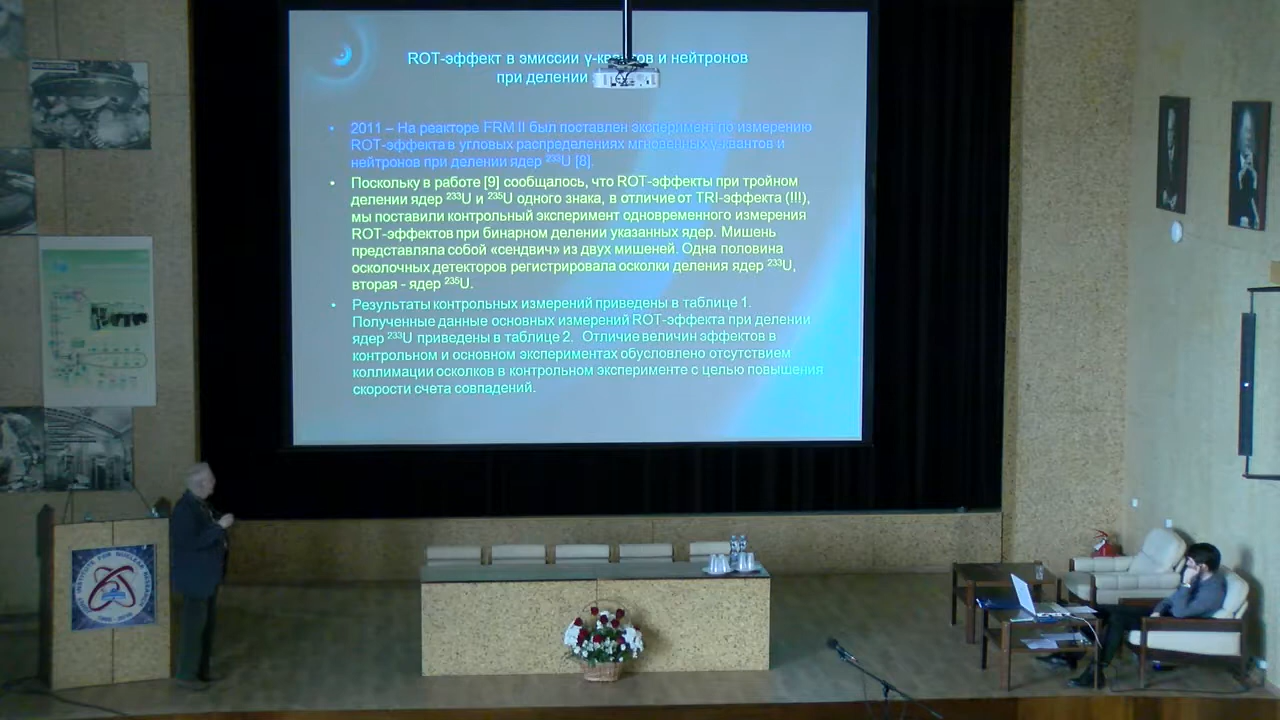 ROT-эффект в эмиссии γ-квантов и нейтронов
при делении
• 2011 – На реакторе FRM II был поставлен эксперимент по измерению
ROT-эффекта в угловых распределениях мгновенных γ-квантов и
нейтронов при делении ядер ²³³U [8].
• Поскольку в работе [9] сообщалось, что ROT-эффекты при тройном
делении ядер ²³³U и ²³⁵U одного знака, в отличие от TRI-эффекта (!!!),
мы поставили контрольный эксперимент одновременного измерения
ROT-эффектов при бинарном делении указанных ядер. Мишень
представляла собой «сендвич» из двух мишеней. Одна половина
осколочных детекторов регистрировала осколки деления ядер ²³³U,
вторая - ядер ²³⁵U.
• Результаты контрольных измерений приведены в таблице 1.
Полученные данные основных измерений ROT-эффекта при делении
ядер ²³³U приведены в таблице 2. Отличие величин эффектов в
контрольном и основном экспериментах обусловлено отсутствием
коллимации осколков в контрольном эксперименте с целью повышения
скорости счета совпадений.
INSTITUTE FOR NUCLEAR RESEARCH